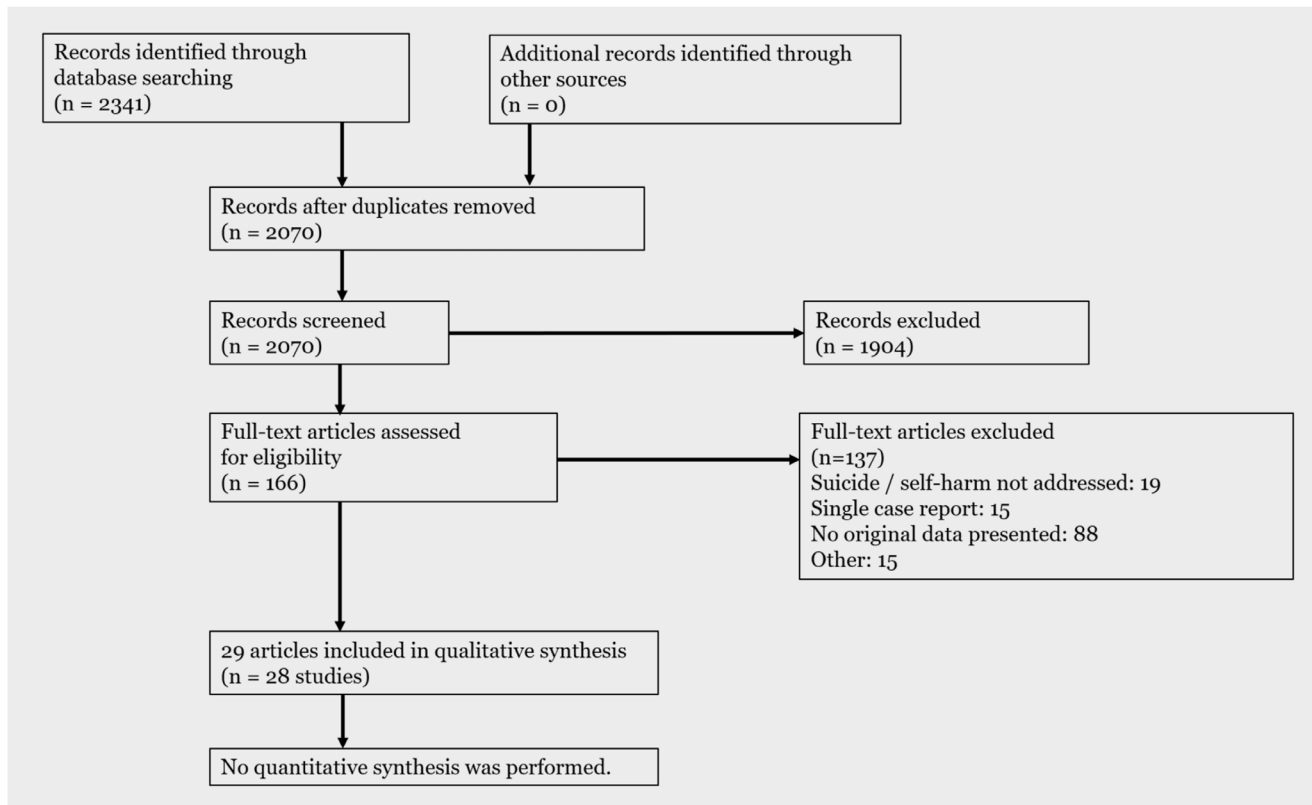 Records identified through
database searching
(n = 2341)
Additional records identified through
other sources
(n = 0)
Records after duplicates removed
(n = 2070)
Records screened
(n = 2070)
Records excluded
(n = 1904)
Full-text articles assessed
for eligibility
(n = 166)
Full-text articles excluded
(n=137)
Suicide / self-harm not addressed: 19
Single case report: 15
No original data presented: 88
Other: 15
29 articles included in qualitative synthesis
(n = 28 studies)
No quantitative synthesis was performed.